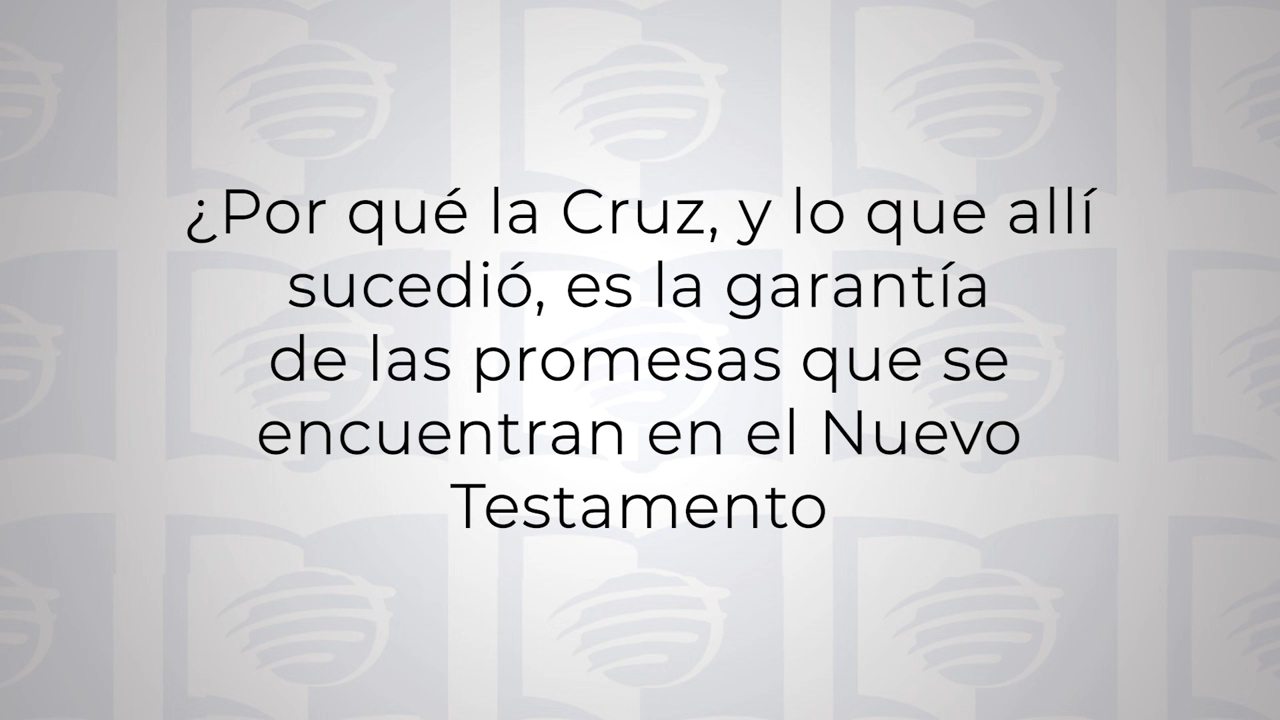 ¿Por qué la Cruz, y lo que allí
sucedió, es la garantía
de las promesas que se
encuentran en el Nuevo
Testamento